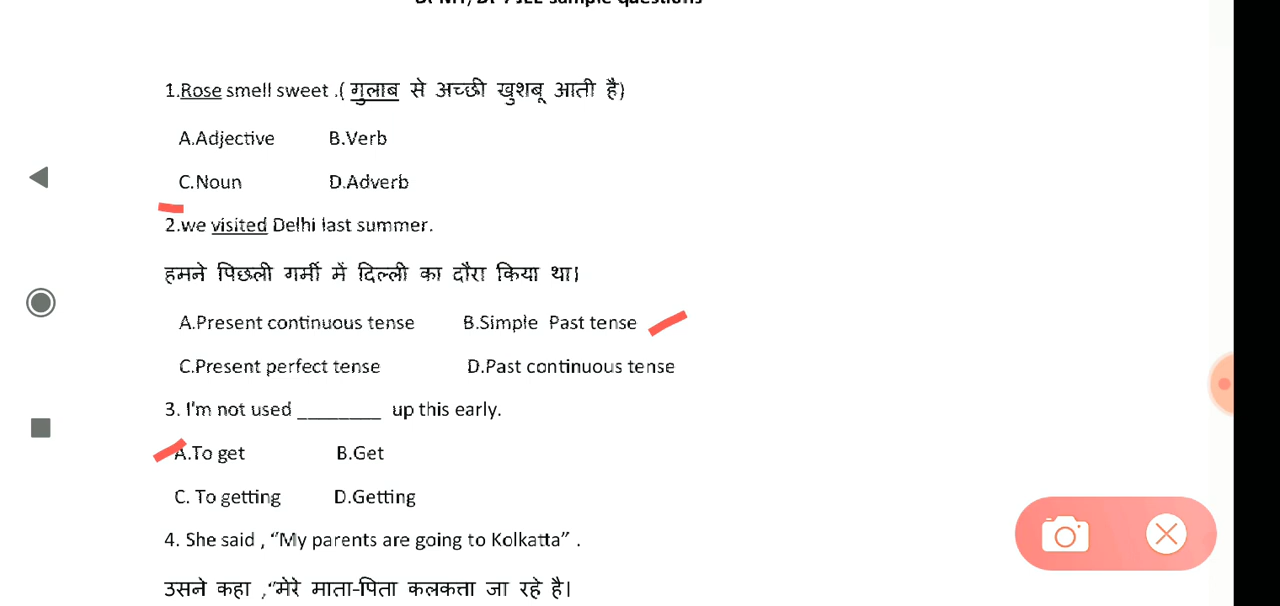 1.Rose smell sweet .( गुलाब से अच्छी खुशबू आती है)
A.Adjective B.Verb
C.Noun D.Adverb
2.we visited Delhi last summer.
हमने पिछली गर्मी में दिल्ली का दौरा किया था।
A.Present continuous tense B.Simple Past tense
C.Present perfect tense D.Past continuous tense
3. I'm not used ________ up this early.
A.To get B.Get
C. To getting D.Getting
4. She said , “My parents are going to Kolkatta” .
उसने कहा ,“मेरे माता-पिता कलकत्ता जा रहे है।